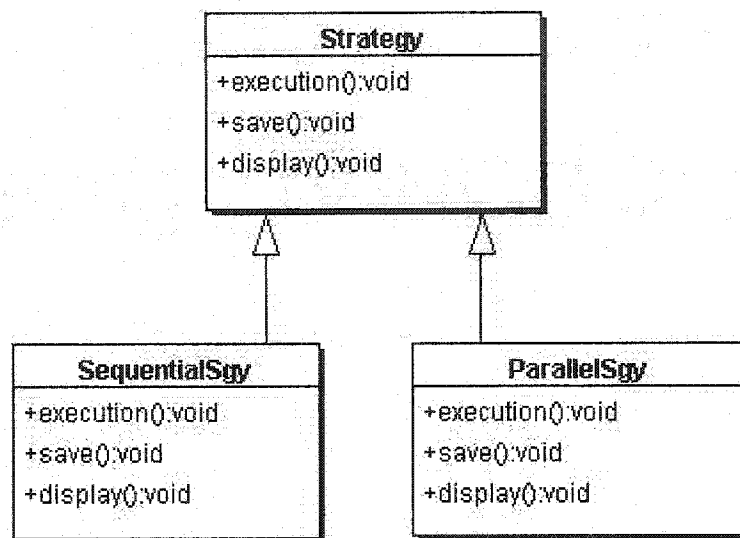 Strategy
+execution():void
+save():void
+display():void
SequentialSgy
+execution():void
+save():void
+display():void
ParallelSgy
+execution():void
+save():void
+display():void